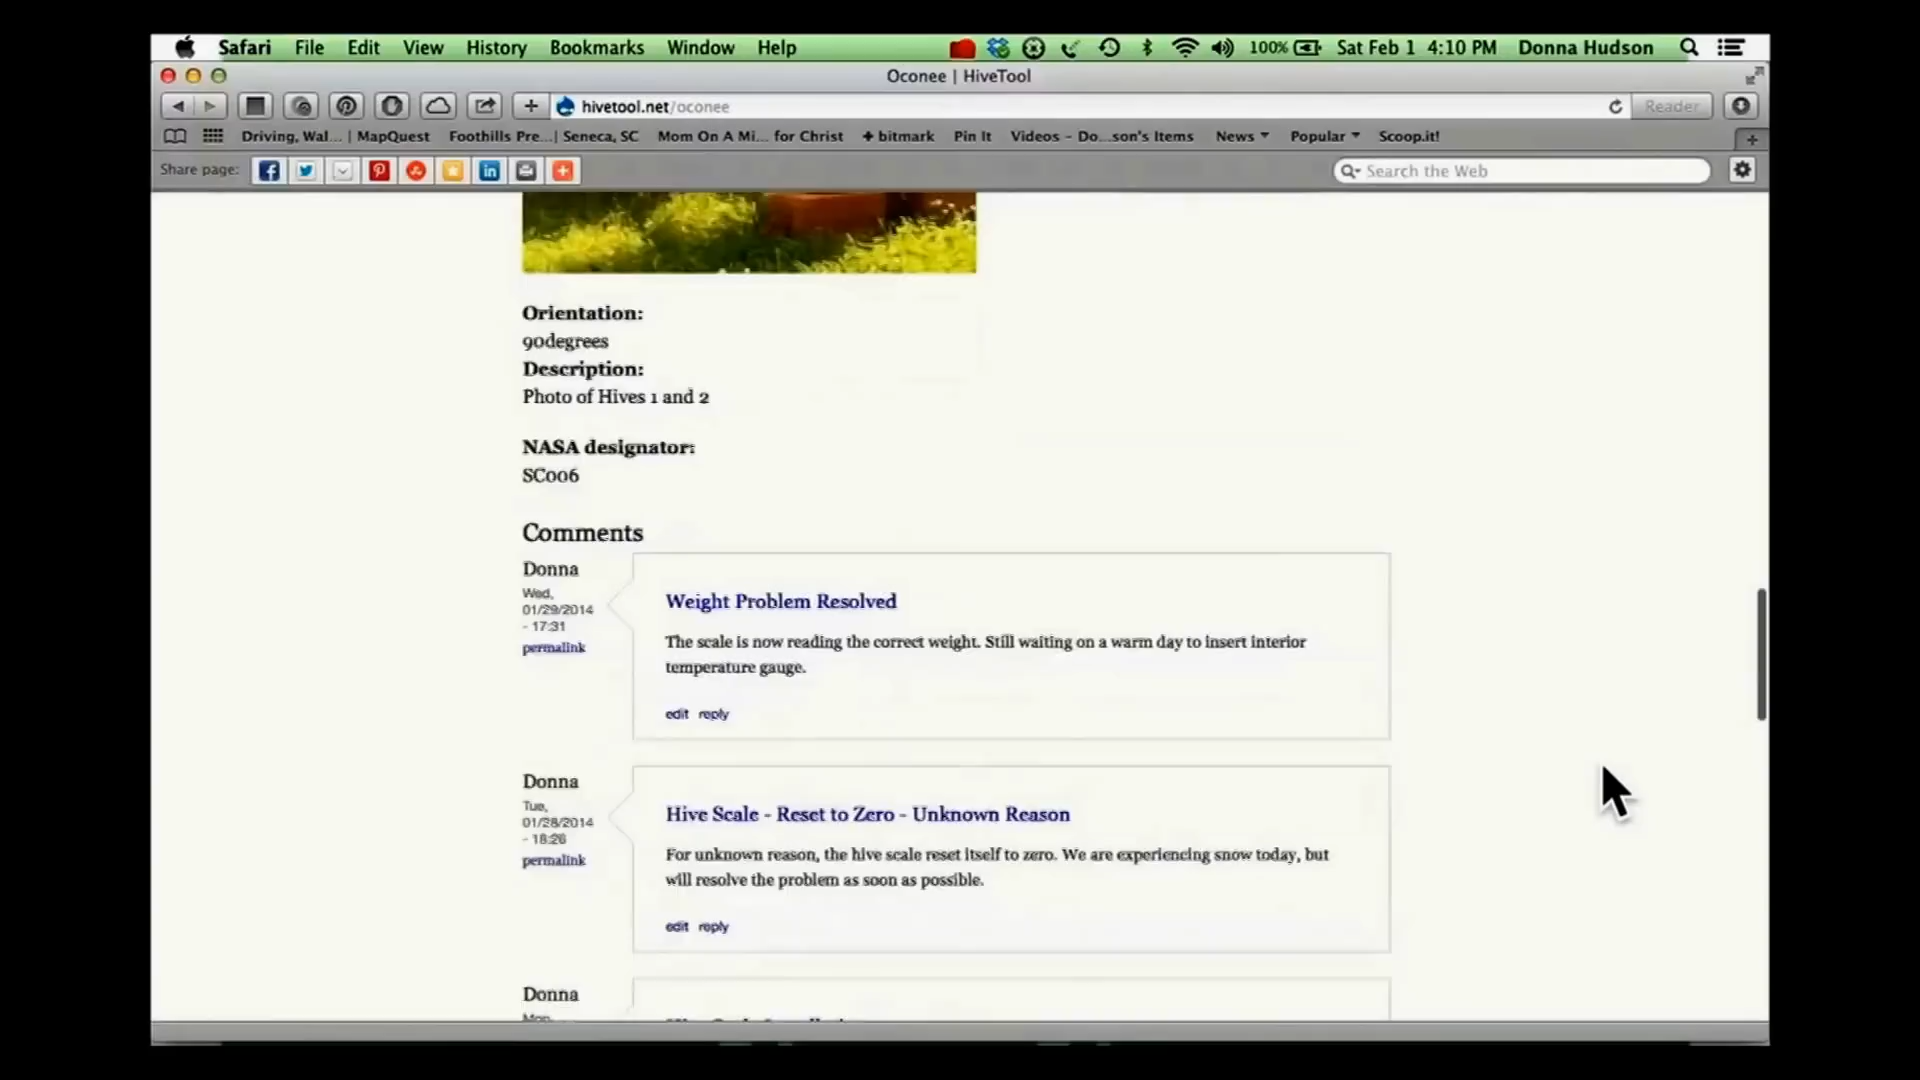 Safari File Edit View History Bookmarks Window Help 100% Sat Feb 1 4:10 PM Donna Hudson
Oconee | HiveTool
hivetool.net/oconee Reader
Driving, Wal... | MapQuest Foothills Pre...| Seneca, SC Mom On A Mi... for Christ + bitmark Pin It Videos - Do...son's Items News Popular Scoop.it!
Share page: Search the Web
Orientation:
90degrees
Description:
Photo of Hives 1 and 2
NASA designator:
SC006
Comments
Donna
Wed,
01/29/2014
- 17:31
permalink
Weight Problem Resolved
The scale is now reading the correct weight. Still waiting on a warm day to insert interior
temperature gauge.
edit reply
Donna
Tue,
01/28/2014
- 18:26
permalink
Hive Scale - Reset to Zero - Unknown Reason
For unknown reason, the hive scale reset itself to zero. We are experiencing snow today, but
will resolve the problem as soon as possible.
edit reply
Donna
Mon,